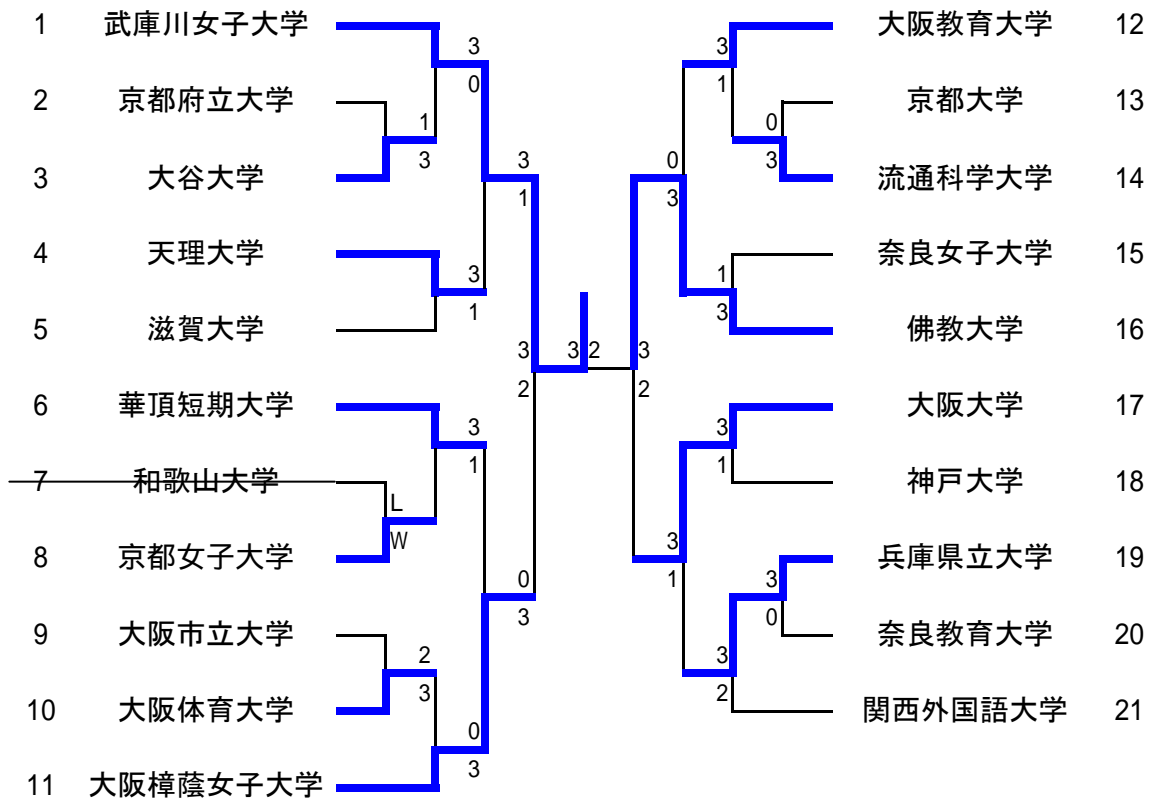 1 武庫川女子大学
2 京都府立大学
3 大谷大学
4 天理大学
5 滋賀大学
6 華頂短期大学
7 和歌山大学
8 京都女子大学
9 大阪市立大学
10 大阪体育大学
11 大阪樟蔭女子大学
3
0
1
3
3
1
3
1
3
2
3
1
L
W
0
3
2
3
0
3
3 2
3
1
0
3
0
3
1
3
3
2
3
1
3
1
3
0
3
2
大阪教育大学 12
京都大学 13
流通科学大学 14
奈良女子大学 15
佛教大学 16
大阪大学 17
神戸大学 18
兵庫県立大学 19
奈良教育大学 20
関西外国語大学 21